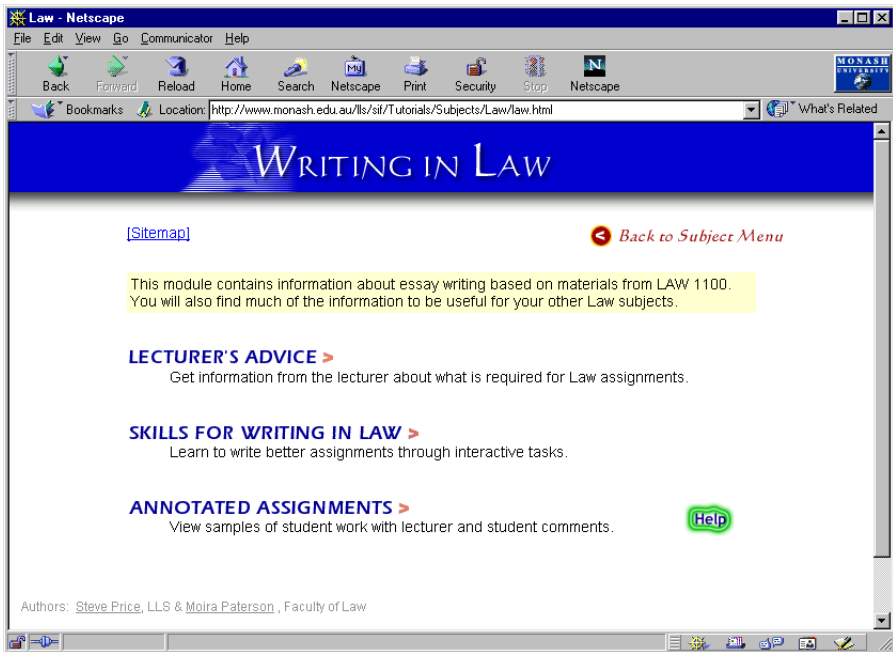 Law - Netscape
File Edit View Go Communicator Help
Back Forward Reload Home Search Netscape Print Security Stop Netscape
MONASH
UNIVERSITY
Bookmarks Location: http://www.monash.edu.au/lls/sif/Tutorials/Subjects/Law/law.html What's Related
WRITING IN LAW
[Sitemap] Back to Subject Menu
This module contains information about essay writing based on materials from LAW 1100.
You will also find much of the information to be useful for your other Law subjects.
LECTURER'S ADVICE >
Get information from the lecturer about what is required for Law assignments.
SKILLS FOR WRITING IN LAW >
Learn to write better assignments through interactive tasks.
ANNOTATED ASSIGNMENTS >
View samples of student work with lecturer and student comments.
Help
Authors: Steve Price, LLS & Moira Paterson , Faculty of Law